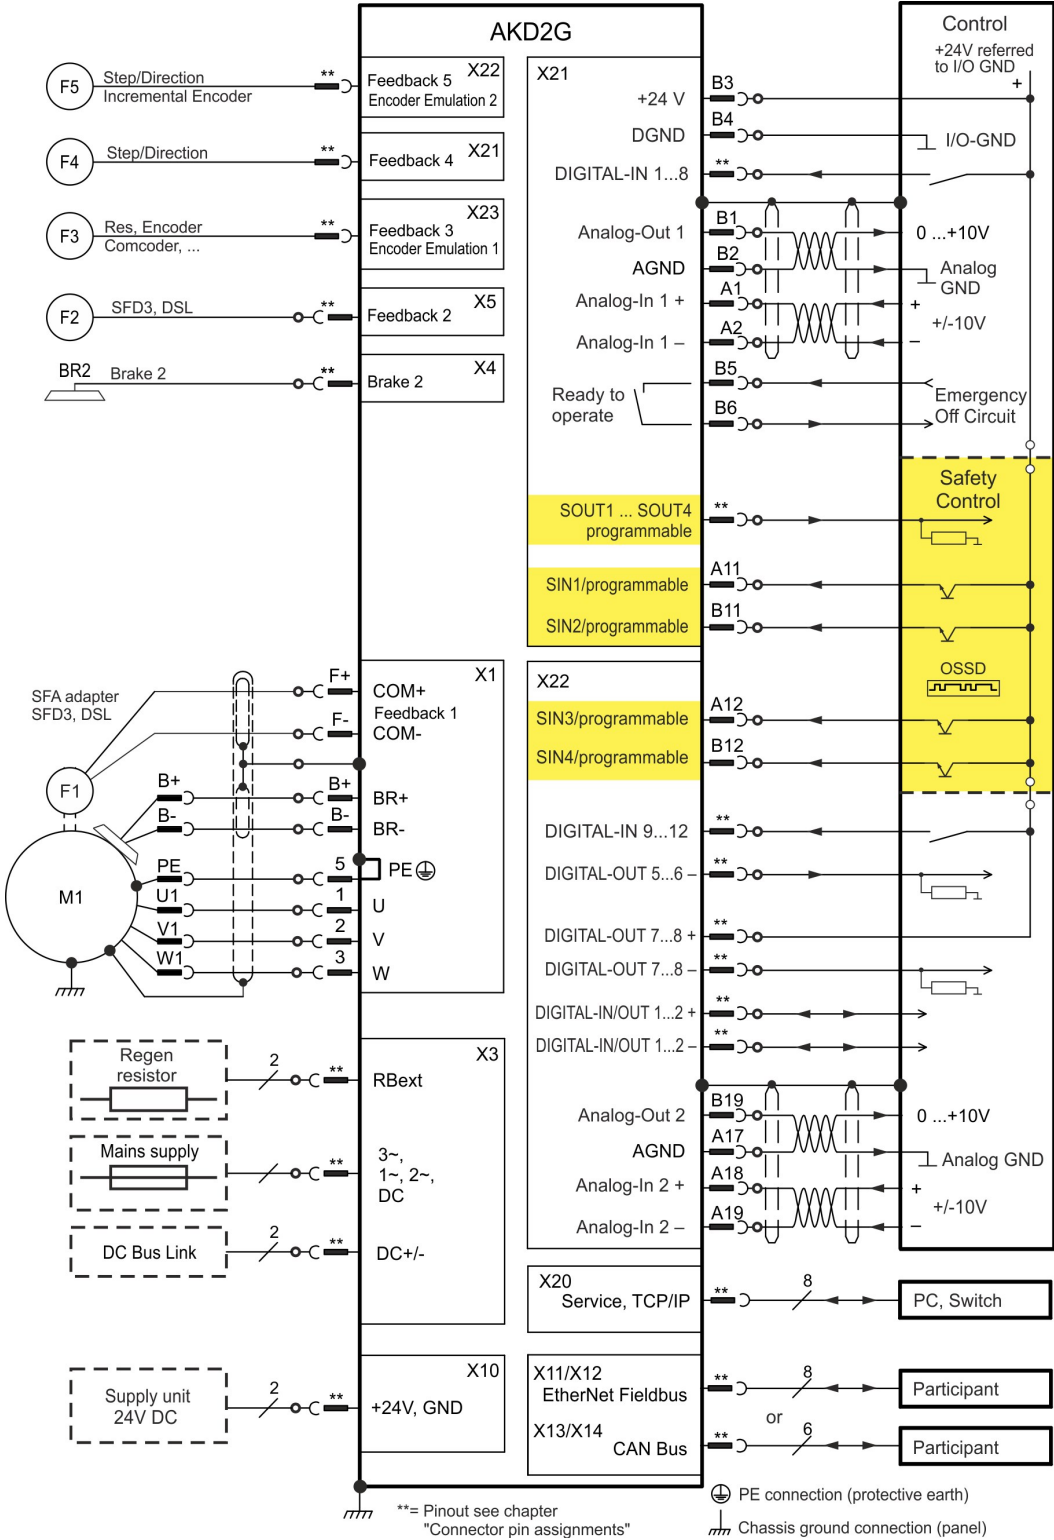 AKD2G
Control
+24V referred
to I/O GND
+
F5
Step/Direction
Incremental Encoder
**
Feedback 5
X22
Encoder Emulation 2
F4
Step/Direction
**
X21
Feedback 4
F3
Res, Encoder
Comcoder, ...
**
X23
Feedback 3
Encoder Emulation 1
F2
SFD3, DSL
**
X5
Feedback 2
BR2
Brake 2
**
X4
Brake 2
SFA adapter
SFD3, DSL
F1
M1
B+
B-
PE
U1
V1
W1
F+
F-
B+
B-
5
1
2
3
X1
COM+
Feedback 1
COM-
BR+
BR-
PE
U
V
W
Regen
resistor
2
**
X3
RBext
Mains supply
**
3~,
1~, 2~,
DC
DC Bus Link
2
**
DC+/-
Supply unit
24V DC
2
**
X10
+24V, GND
X21
+24 V
B3
DGND
B4
I/O-GND
DIGITAL-IN 1...8
**
Analog-Out 1
B1
0 ...+10V
AGND
B2
Analog
GND
Analog-In 1 +
A1
+
+/-10V
Analog-In 1 –
A2
–
Ready to
operate
B5
B6
Emergency
Off Circuit
Safety
Control
SOUT1 ... SOUT4
programmable
**
SIN1/programmable
A11
SIN2/programmable
B11
OSSD
X22
SIN3/programmable
A12
SIN4/programmable
B12
DIGITAL-IN 9...12
**
DIGITAL-OUT 5...6 –
**
DIGITAL-OUT 7...8 +
**
DIGITAL-OUT 7...8 –
**
DIGITAL-IN/OUT 1...2 +
**
DIGITAL-IN/OUT 1...2 –
**
Analog-Out 2
B19
0 ...+10V
AGND
A17
Analog GND
Analog-In 2 +
A18
+
+/-10V
Analog-In 2 –
A19
–
X20
Service, TCP/IP
**
8
PC, Switch
X11/X12
EtherNet Fieldbus
**
8
Participant
or
X13/X14
CAN Bus
**
6
Participant
**= Pinout see chapter
"Connector pin assignments"
PE connection (protective earth)
Chassis ground connection (panel)